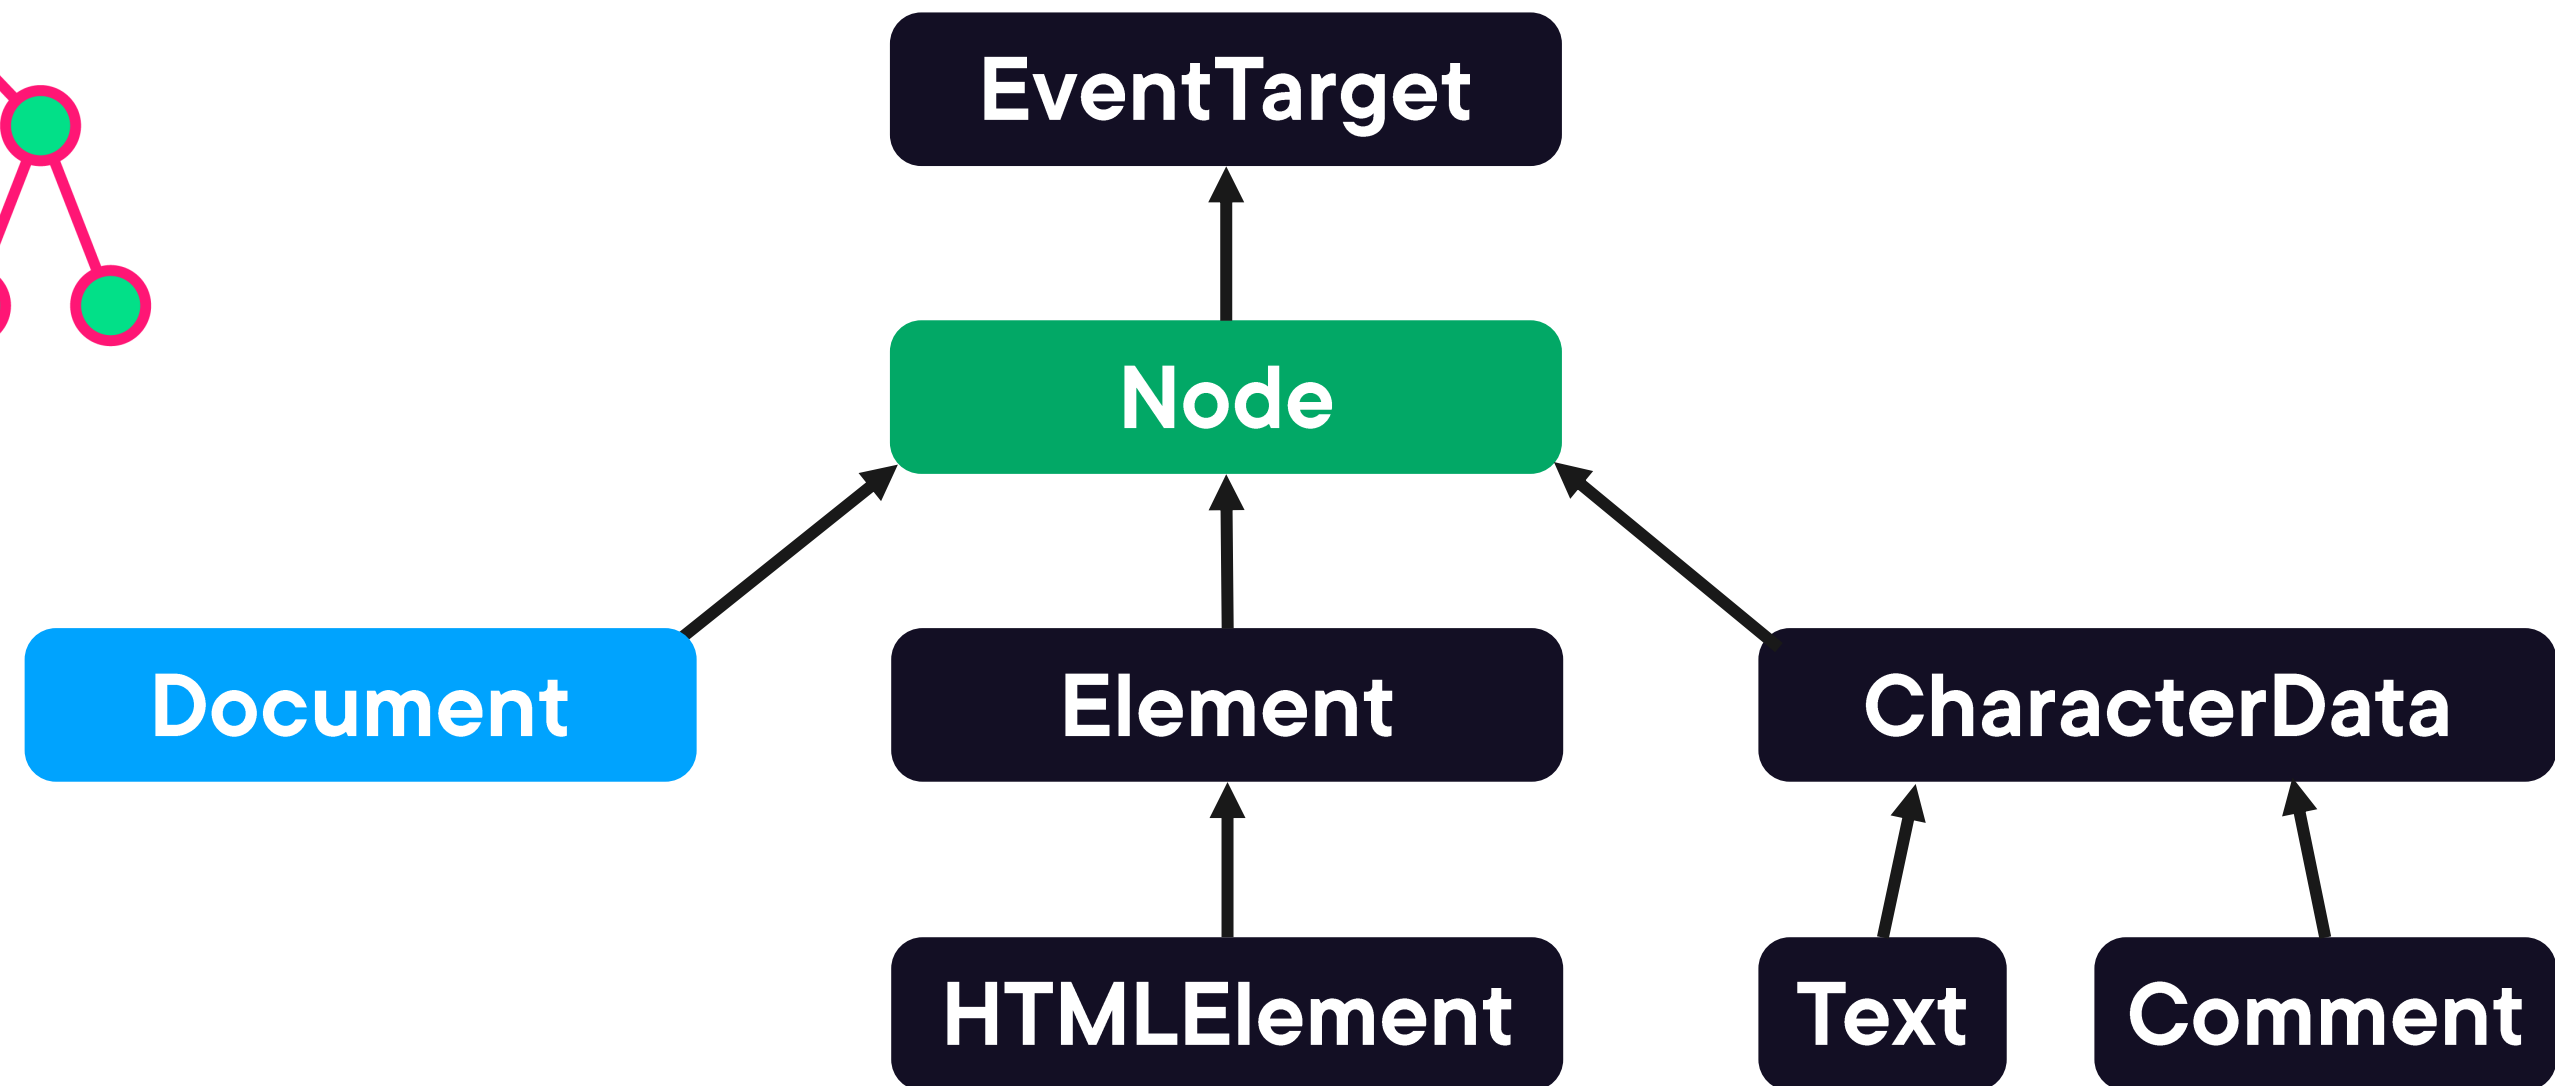 EventTarget
Node
Document
Element
CharacterData
HTMLElement
Text
Comment